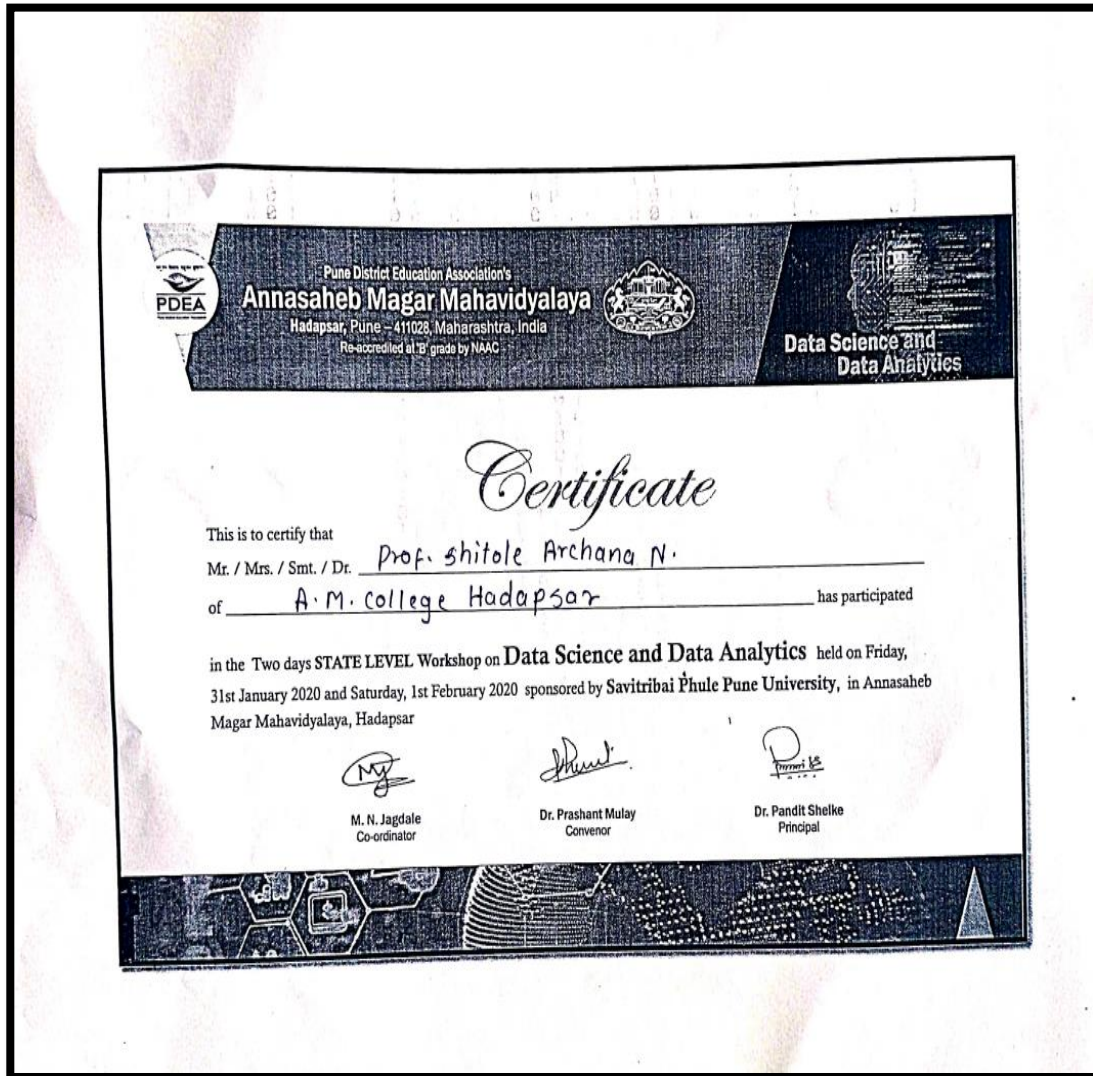 PDEA
Pune District Education Association's
Annasaheb Magar Mahavidyalaya
Hadapsar, Pune – 411028, Maharashtra, India
Re-accredited at 'B' grade by NAAC
Data Science and
Data Analytics
Certificate
This is to certify that
Mr. / Mrs. / Smt. / Dr. Prof. Shitole Archana N.
of A.M. College Hadapsar has participated
in the Two days STATE LEVEL Workshop on Data Science and Data Analytics held on Friday,
31st January 2020 and Saturday, 1st February 2020 sponsored by Savitribai Phule Pune University, in Annasaheb
Magar Mahavidyalaya, Hadapsar
M. N. Jagdale
Co-ordinator
Dr. Prashant Mulay
Convenor
Dr. Pandit Shelke
Principal